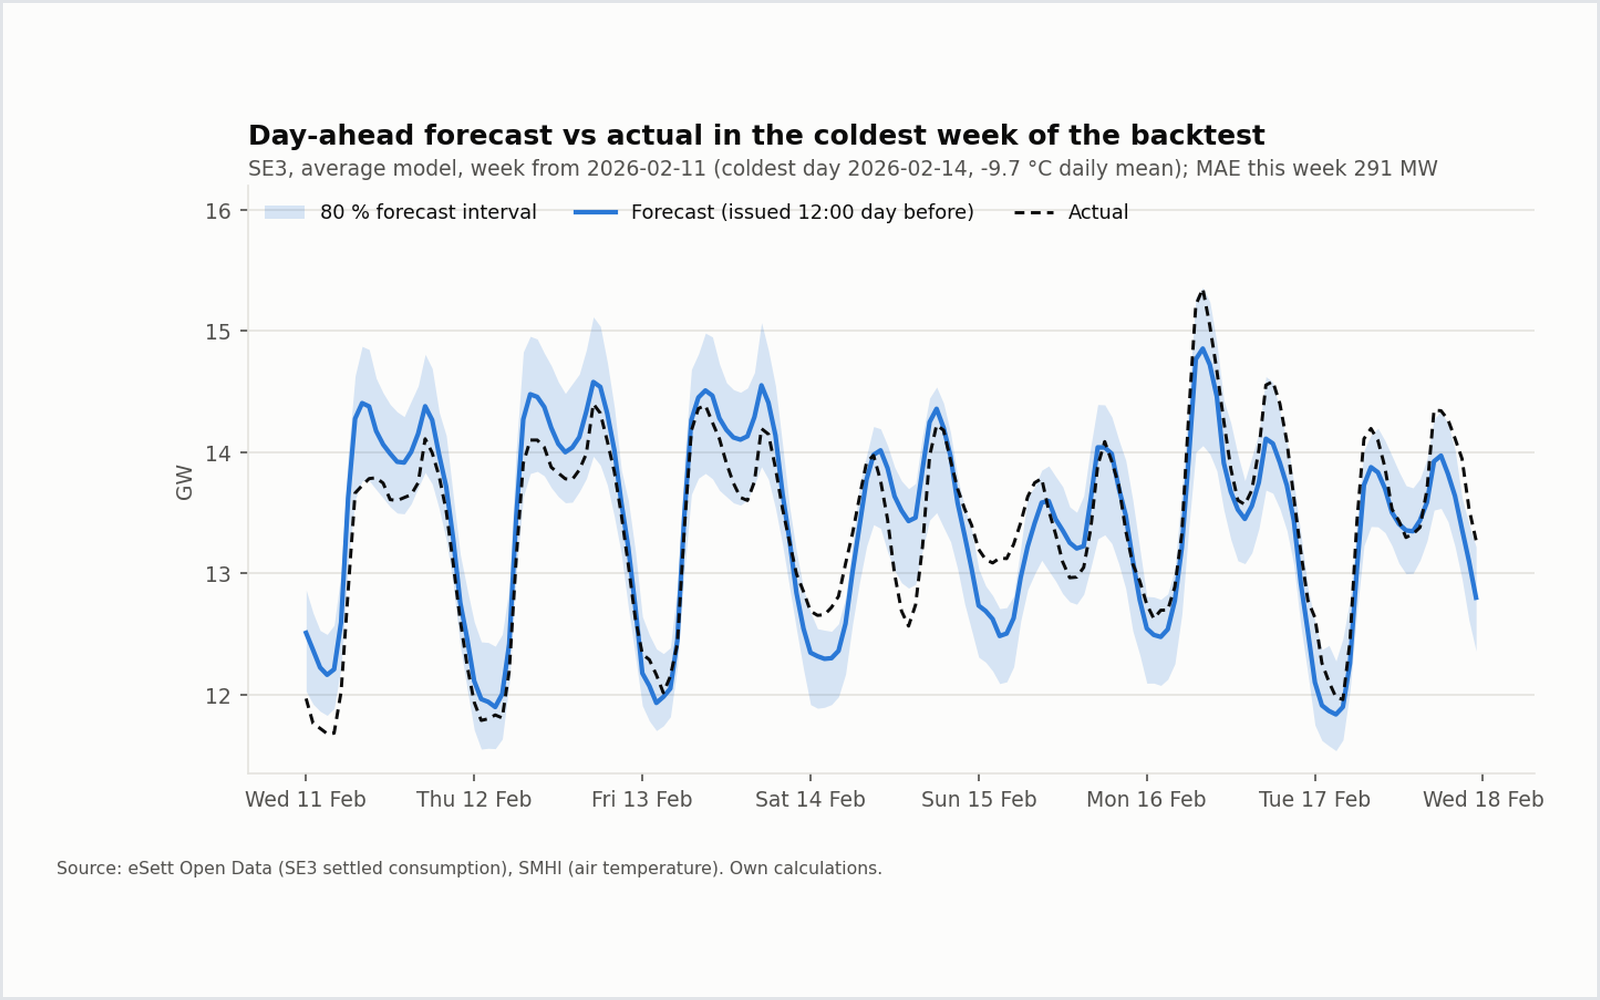 Day-ahead forecast vs actual in the coldest week of the backtest
SE3, average model, week from 2026-02-11 (coldest day 2026-02-14, -9.7 °C daily mean); MAE this week 291 MW
80 % forecast interval
Forecast (issued 12:00 day before)
Actual
16
15
14
13
12
GW
Wed 11 Feb
Thu 12 Feb
Fri 13 Feb
Sat 14 Feb
Sun 15 Feb
Mon 16 Feb
Tue 17 Feb
Wed 18 Feb
Source: eSett Open Data (SE3 settled consumption), SMHI (air temperature). Own calculations.